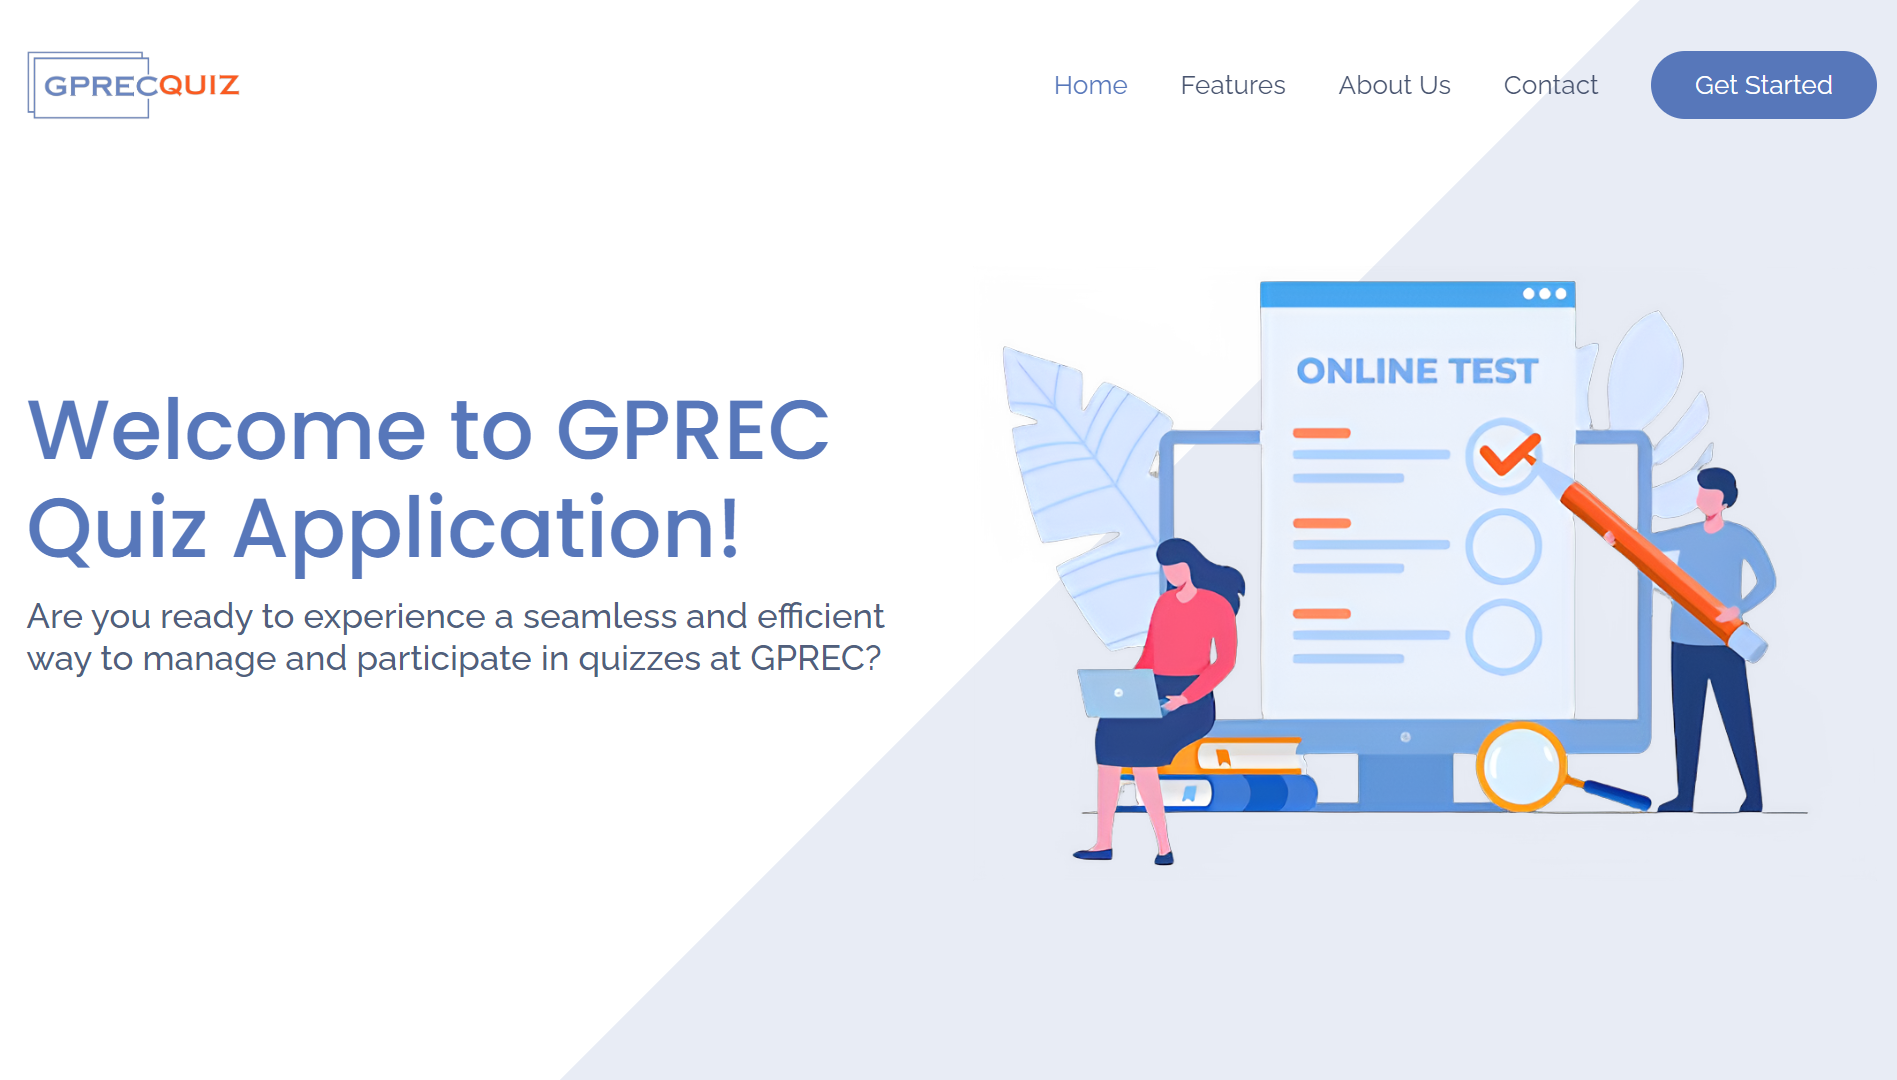 GPRECQUIZ
Home Features About Us Contact Get Started
ONLINE TEST
Welcome to GPREC
Quiz Application!
Are you ready to experience a seamless and efficient
way to manage and participate in quizzes at GPREC?